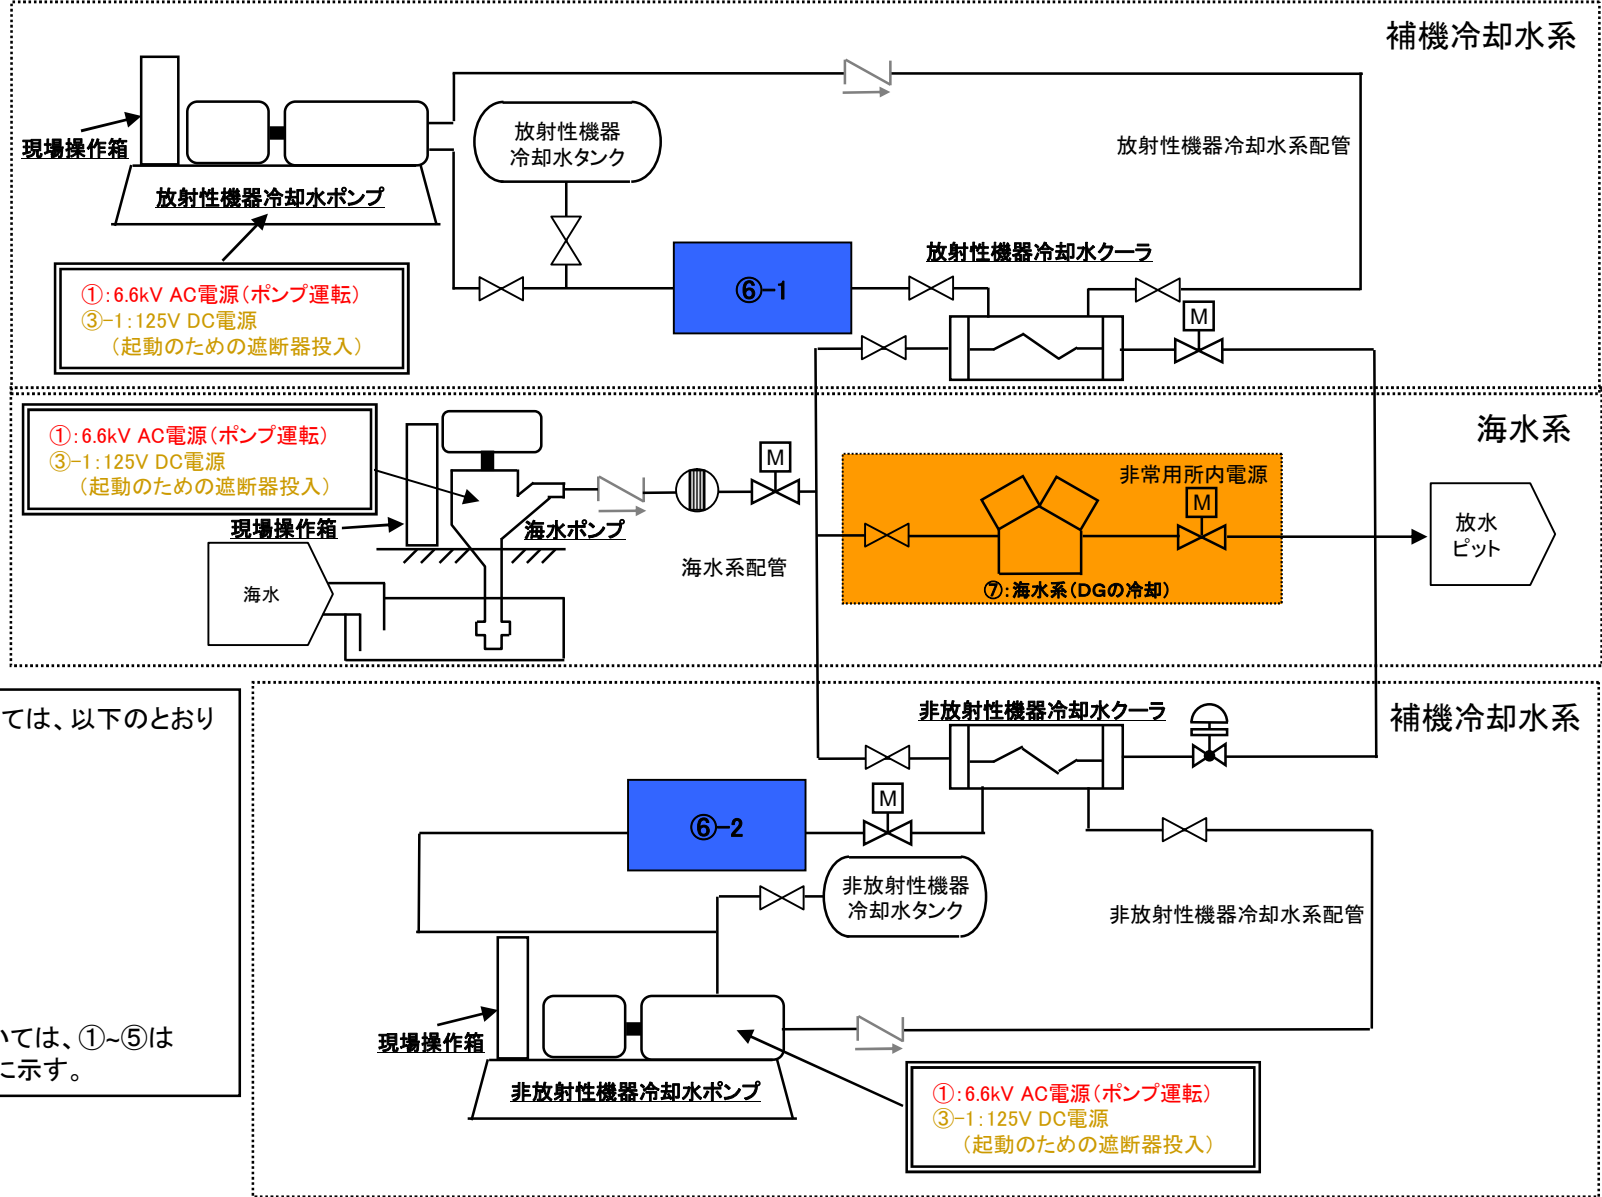 補機冷却水系
現場操作箱
放射性機器
冷却水タンク
放射性機器冷却水系配管
放射性機器冷却水ポンプ
放射性機器冷却水クーラ
①:6.6kV AC電源(ポンプ運転)
③-1:125V DC電源
(起動のための遮断器投入)
⑥-1
M
海水系
①:6.6kV AC電源(ポンプ運転)
③-1:125V DC電源
(起動のための遮断器投入)
現場操作箱
海水ポンプ
M
非常用所内電源
M
放水
ピット
海水系配管
⑦:海水系(DGの冷却)
海水
ては、以下のとおり
いては、①~⑤は
に示す。
補機冷却水系
非放射性機器冷却水クーラ
M
⑥-2
非放射性機器
冷却水タンク
非放射性機器冷却水系配管
現場操作箱
非放射性機器冷却水ポンプ
①:6.6kV AC電源(ポンプ運転)
③-1:125V DC電源
(起動のための遮断器投入)